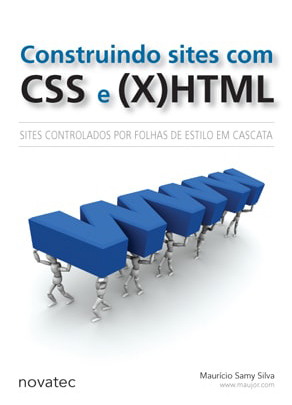 Construindo sites com
CSS e (X)HTML
SITES CONTROLADOS POR FOLHAS DE ESTILO EM CASCATA
WWW
Maurício Samy Silva
www.maujor.com
novatec